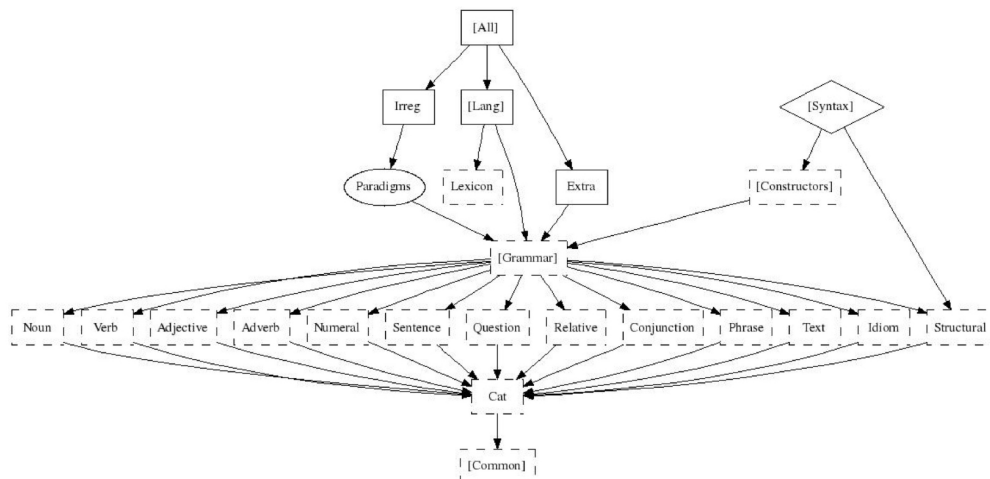 [All]
Irreg [Lang] [Syntax]
Paradigms Lexicon Extra [Constructors]
[Grammar]
Noun Verb Adjective Adverb Numeral Sentence Question Relative Conjunction Phrase Text Idiom Structural
Cat
[Common]